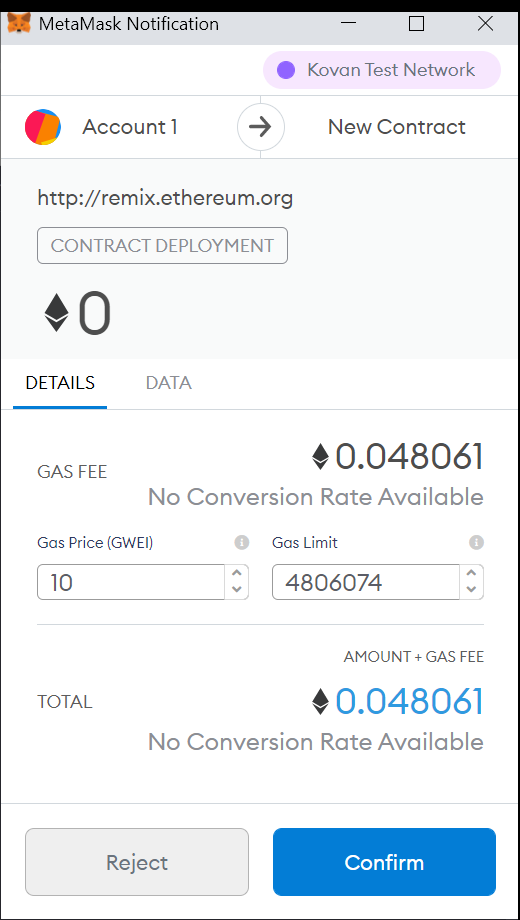 MetaMask Notification
Kovan Test Network
Account 1
New Contract
http://remix.ethereum.org
CONTRACT DEPLOYMENT
0
DETAILS DATA
GAS FEE
0.048061
No Conversion Rate Available
Gas Price (GWEI)
Gas Limit
10
4806074
AMOUNT + GAS FEE
TOTAL
0.048061
No Conversion Rate Available
Reject
Confirm